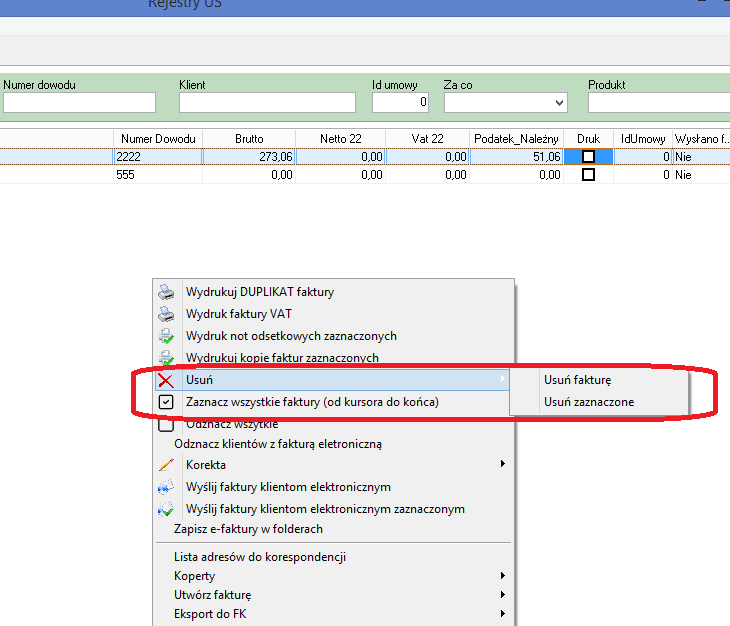 Rejestry US
Numer dowodu Klient Id umowy Za co Produkt
0
Numer Dowodu Brutto Netto 22 Vat 22 Podatek_Należny Druk IdUmowy Wysłano f...
2222 273,06 0,00 0,00 51,06 0 Nie
555 0,00 0,00 0,00 0,00 0 Nie
Wydrukuj DUPLIKAT faktury
Wydruk faktury VAT
Wydruk not odsetkowych zaznaczonych
Wydrukuj kopie faktur zaznaczonych
Usuń
Usuń fakturę
Zaznacz wszystkie faktury (od kursora do końca)
Usuń zaznaczone
Odznacz wszytkie
Odznacz klientów z fakturą eletroniczną
Korekta
Wyślij faktury klientom elektronicznym
Wyślij faktury klientom elektronicznym zaznaczonym
Zapisz e-faktury w folderach
Lista adresów do korespondencji
Koperty
Utwórz fakturę
Eksport do FK